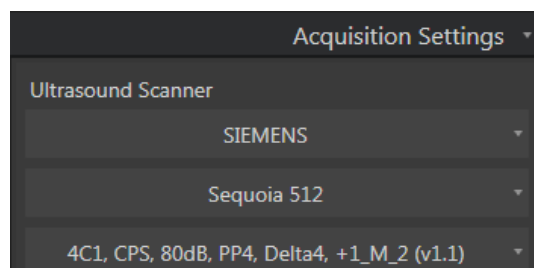 Acquisition Settings
Ultrasound Scanner
SIEMENS
Sequoia 512
4C1, CPS, 80dB, PP4, Delta4, +1_M_2 (v1.1)